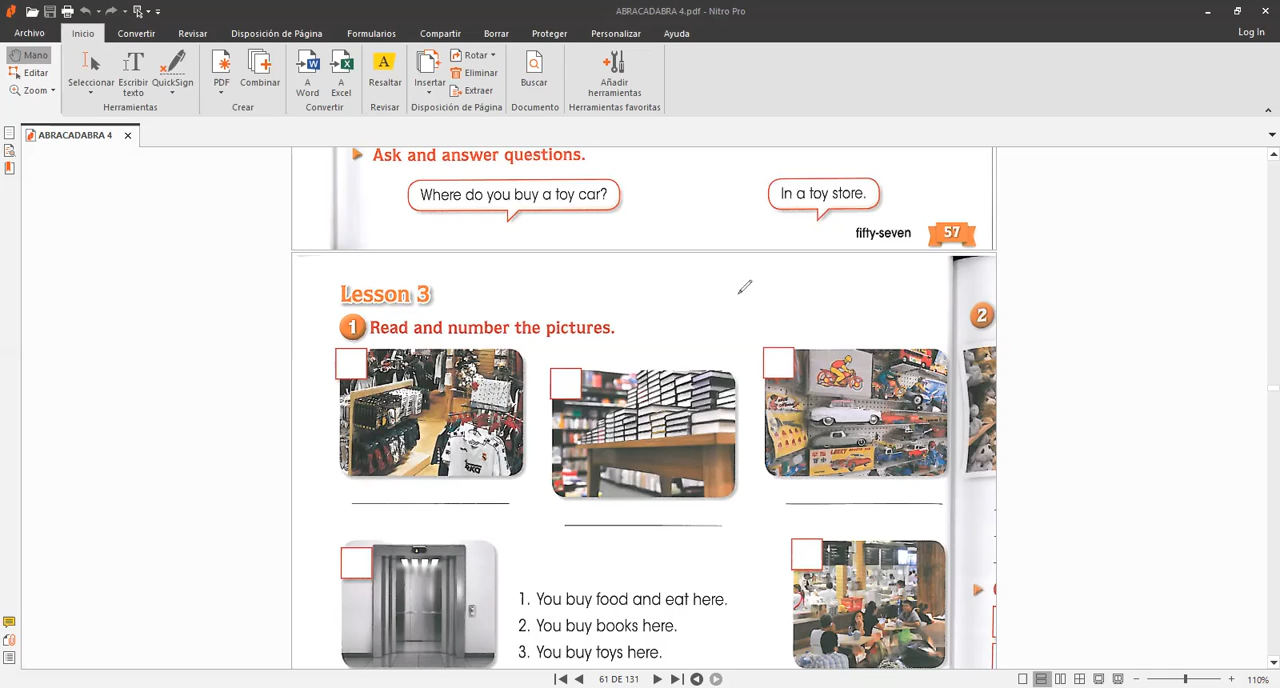 ABRACADABRA 4.pdf - Nitro Pro
Archivo Inicio Convertir Revisar Disposición de Página Formularios Compartir Borrar Proteger Personalizar Ayuda Log In
Mano
Editar
Zoom
Seleccionar
Escribir texto
QuickSign
Herramientas
PDF
Combinar
Crear
A Word
A Excel
Convertir
Resaltar
Revisar
Insertar
Rotar
Eliminar
Extraer
Disposición de Página
Buscar
Documento
Añadir herramientas
Herramientas favoritas
ABRACADABRA 4
Ask and answer questions.
Where do you buy a toy car?
In a toy store.
fifty-seven 57
Lesson 3
1 Read and number the pictures.
2
1. You buy food and eat here.
2. You buy books here.
3. You buy toys here.
61 DE 131
110%